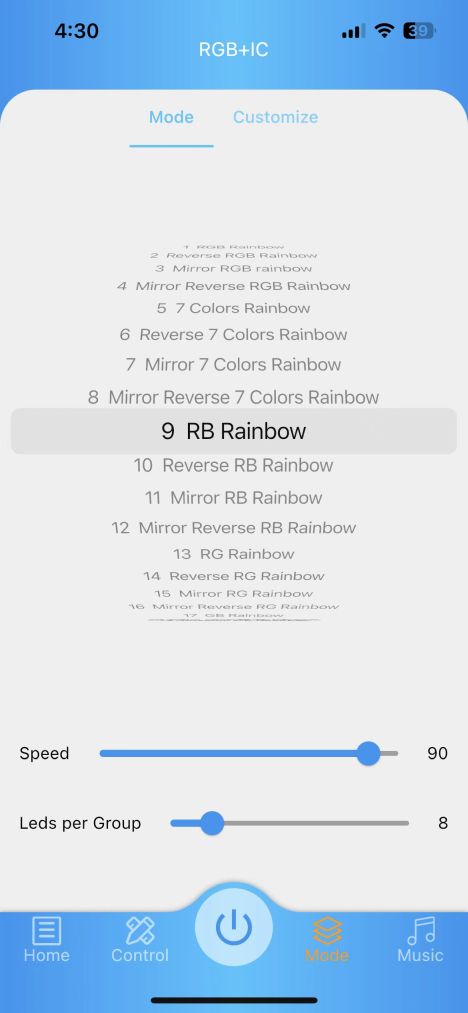 4:30
39
RGB+IC
Mode Customize
1 RGB Rainbow
2 Reverse RGB Rainbow
3 Mirror RGB rainbow
4 Mirror Reverse RGB Rainbow
5 7 Colors Rainbow
6 Reverse 7 Colors Rainbow
7 Mirror 7 Colors Rainbow
8 Mirror Reverse 7 Colors Rainbow
9 RB Rainbow
10 Reverse RB Rainbow
11 Mirror RB Rainbow
12 Mirror Reverse RB Rainbow
13 RG Rainbow
14 Reverse RG Rainbow
15 Mirror RG Rainbow
16 Mirror Reverse RG Rainbow
17 GB Rainbow
Speed 90
Leds per Group 8
Home Control Mode Music